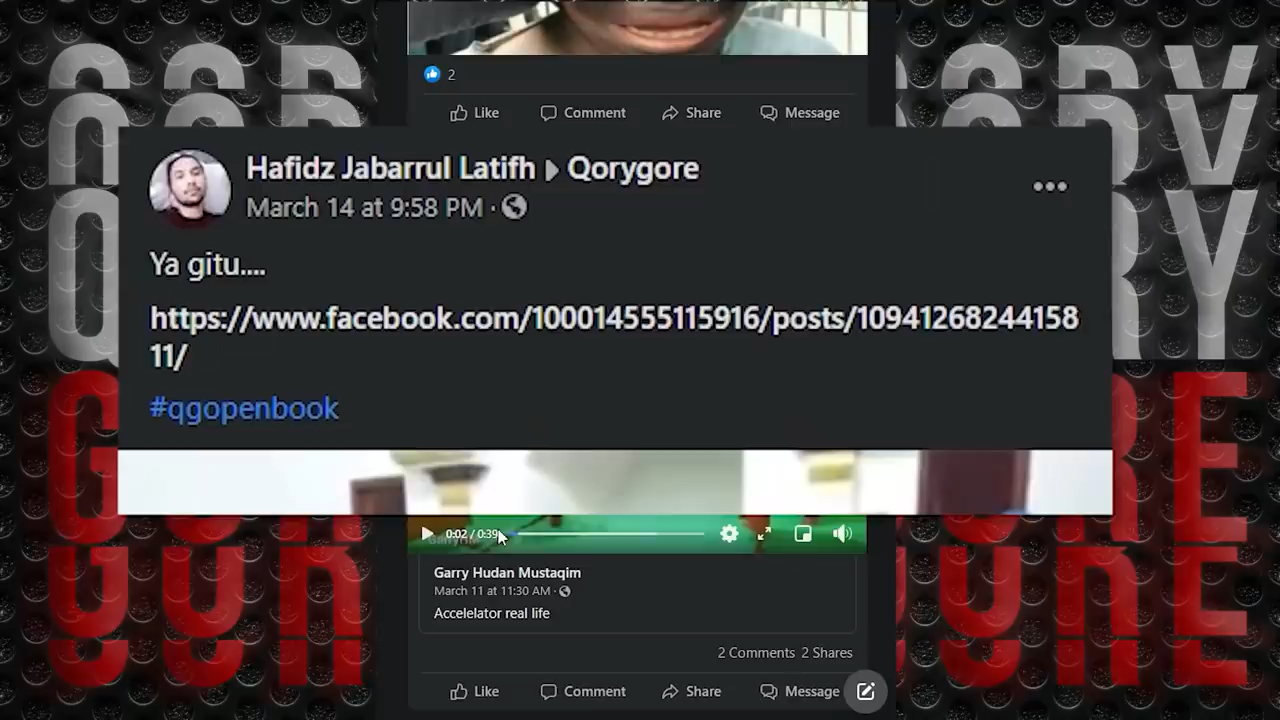 2
Like Comment Share Message
Hafidz Jabarrul Latifh Qorygore
March 14 at 9:58 PM ·
Ya gitu....
https://www.facebook.com/100014555115916/posts/10941268244158
11/
#qgopenbook
0:02 / 0:39
Garry Hudan Mustaqim
March 11 at 11:30 AM ·
Accelelator real life
2 Comments 2 Shares
Like Comment Share Message